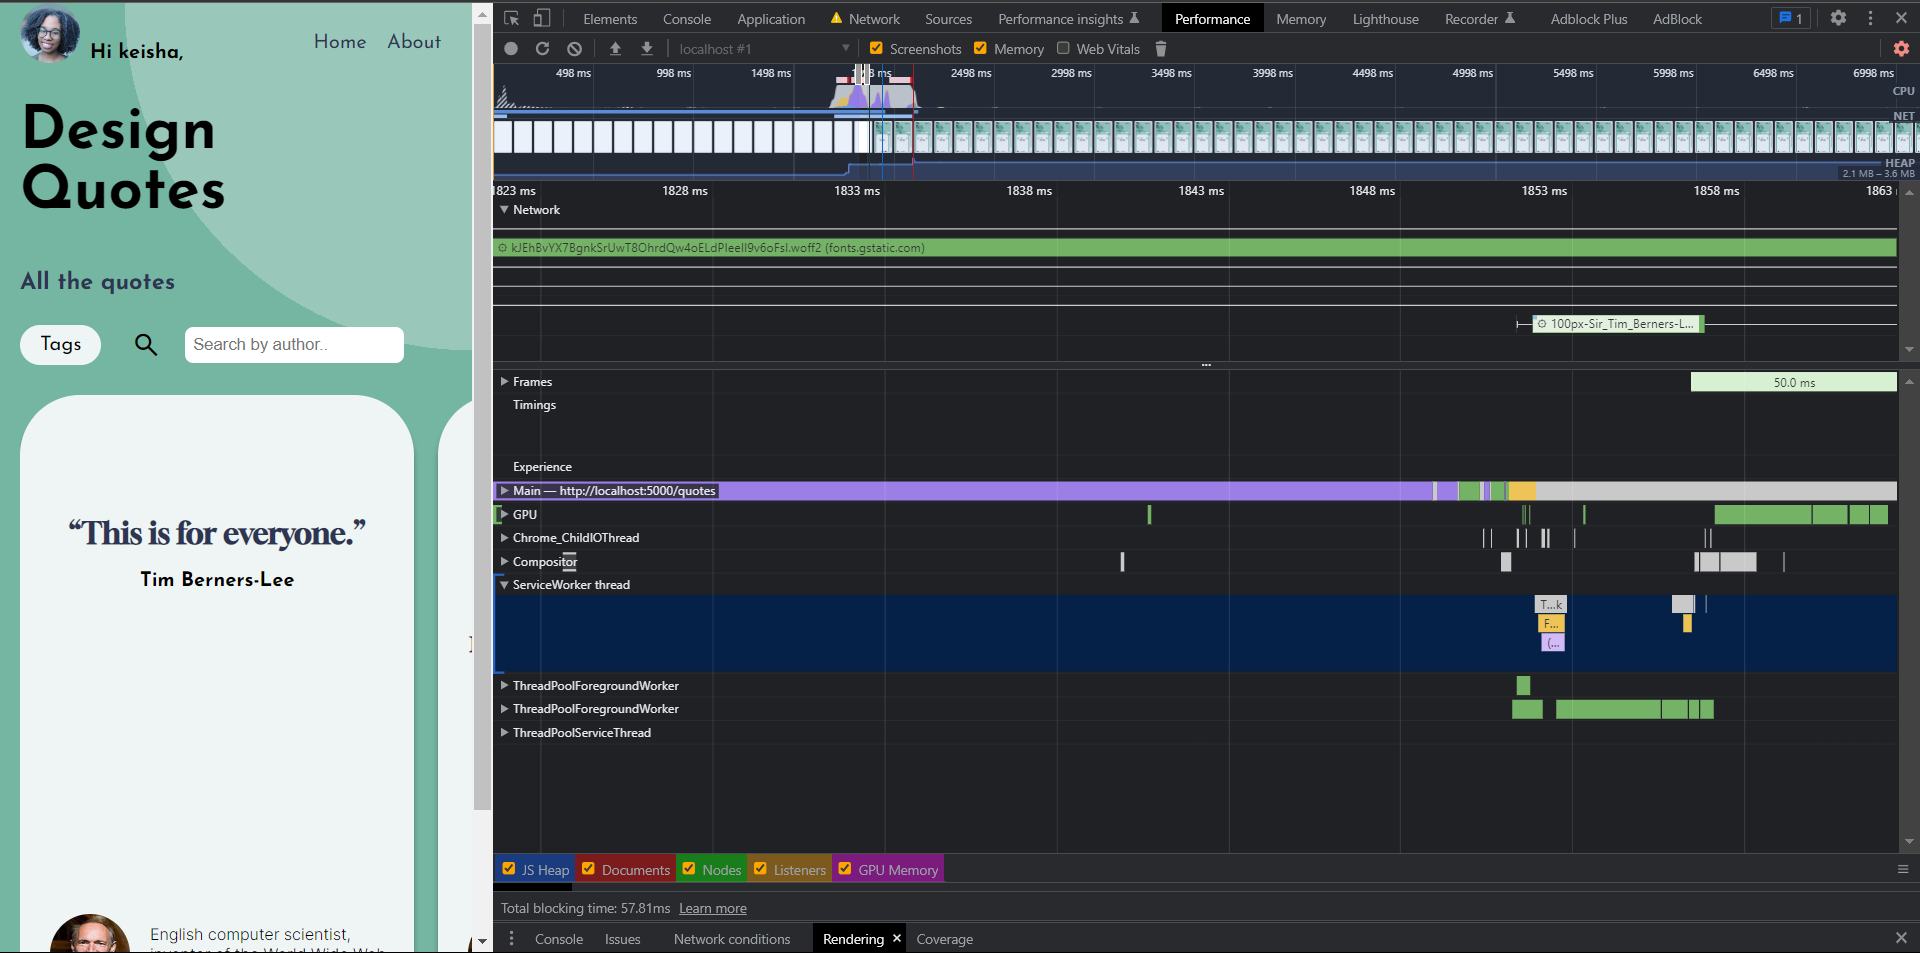 Hi keisha,
Home
About
Design
Quotes
All the quotes
Tags
Search by author..
“This is for everyone.”
Tim Berners-Lee
English computer scientist,
inventor of the World Wide Web
Elements
Console
Application
Network
Sources
Performance insights
Performance
Memory
Lighthouse
Recorder
Adblock Plus
AdBlock
1
localhost #1
Screenshots
Memory
Web Vitals
498 ms
998 ms
1498 ms
2498 ms
2998 ms
3498 ms
3998 ms
4498 ms
4998 ms
5498 ms
5998 ms
6498 ms
6998 ms
CPU
NET
HEAP
2.1 MB – 3.6 MB
1823 ms
1828 ms
1833 ms
1838 ms
1843 ms
1848 ms
1853 ms
1858 ms
1863
Network
(fonts.gstatic.com)
100px-Sir_Tim_Berners-L...
...
Frames
50.0 ms
Timings
Experience
Main — http://localhost:5000/quotes
GPU
Chrome_ChildIOThread
Compositor
ServiceWorker thread
T...k
F...
(...
ThreadPoolForegroundWorker
ThreadPoolForegroundWorker
ThreadPoolServiceThread
JS Heap
Documents
Nodes
Listeners
GPU Memory
Total blocking time: 57.81ms Learn more
Console
Issues
Network conditions
Rendering
Coverage